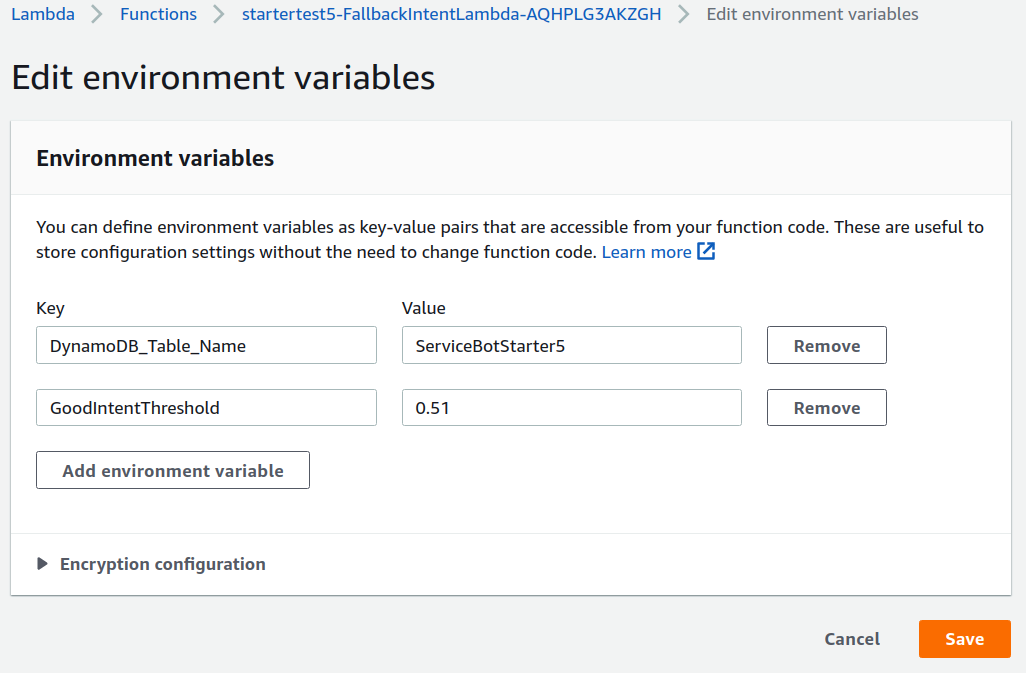 Lambda > Functions > startertest5-FallbackIntentLambda-AQHPLG3AKZGH > Edit environment variables
Edit environment variables
Environment variables
You can define environment variables as key-value pairs that are accessible from your function code. These are useful to
store configuration settings without the need to change function code. Learn more
Key Value
DynamoDB_Table_Name ServiceBotStarter5 Remove
GoodIntentThreshold 0.51 Remove
Add environment variable
Encryption configuration
Cancel Save